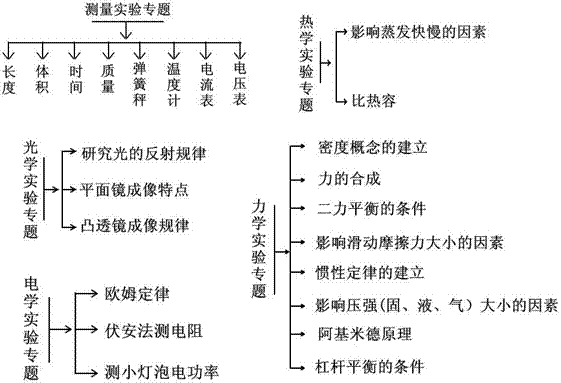 测量实验专题
长度
体积
时间
质量
弹簧秤
温度计
电流表
电压表
热学实验专题
影响蒸发快慢的因素
比热容
光学实验专题
研究光的反射规律
平面镜成像特点
凸透镜成像规律
力学实验专题
密度概念的建立
力的合成
二力平衡的条件
影响滑动摩擦力大小的因素
惯性定律的建立
影响压强(固、液、气）大小的因素
阿基米德原理
杠杆平衡的条件
电学实验专题
欧姆定律
伏安法测电阻
测小灯泡电功率